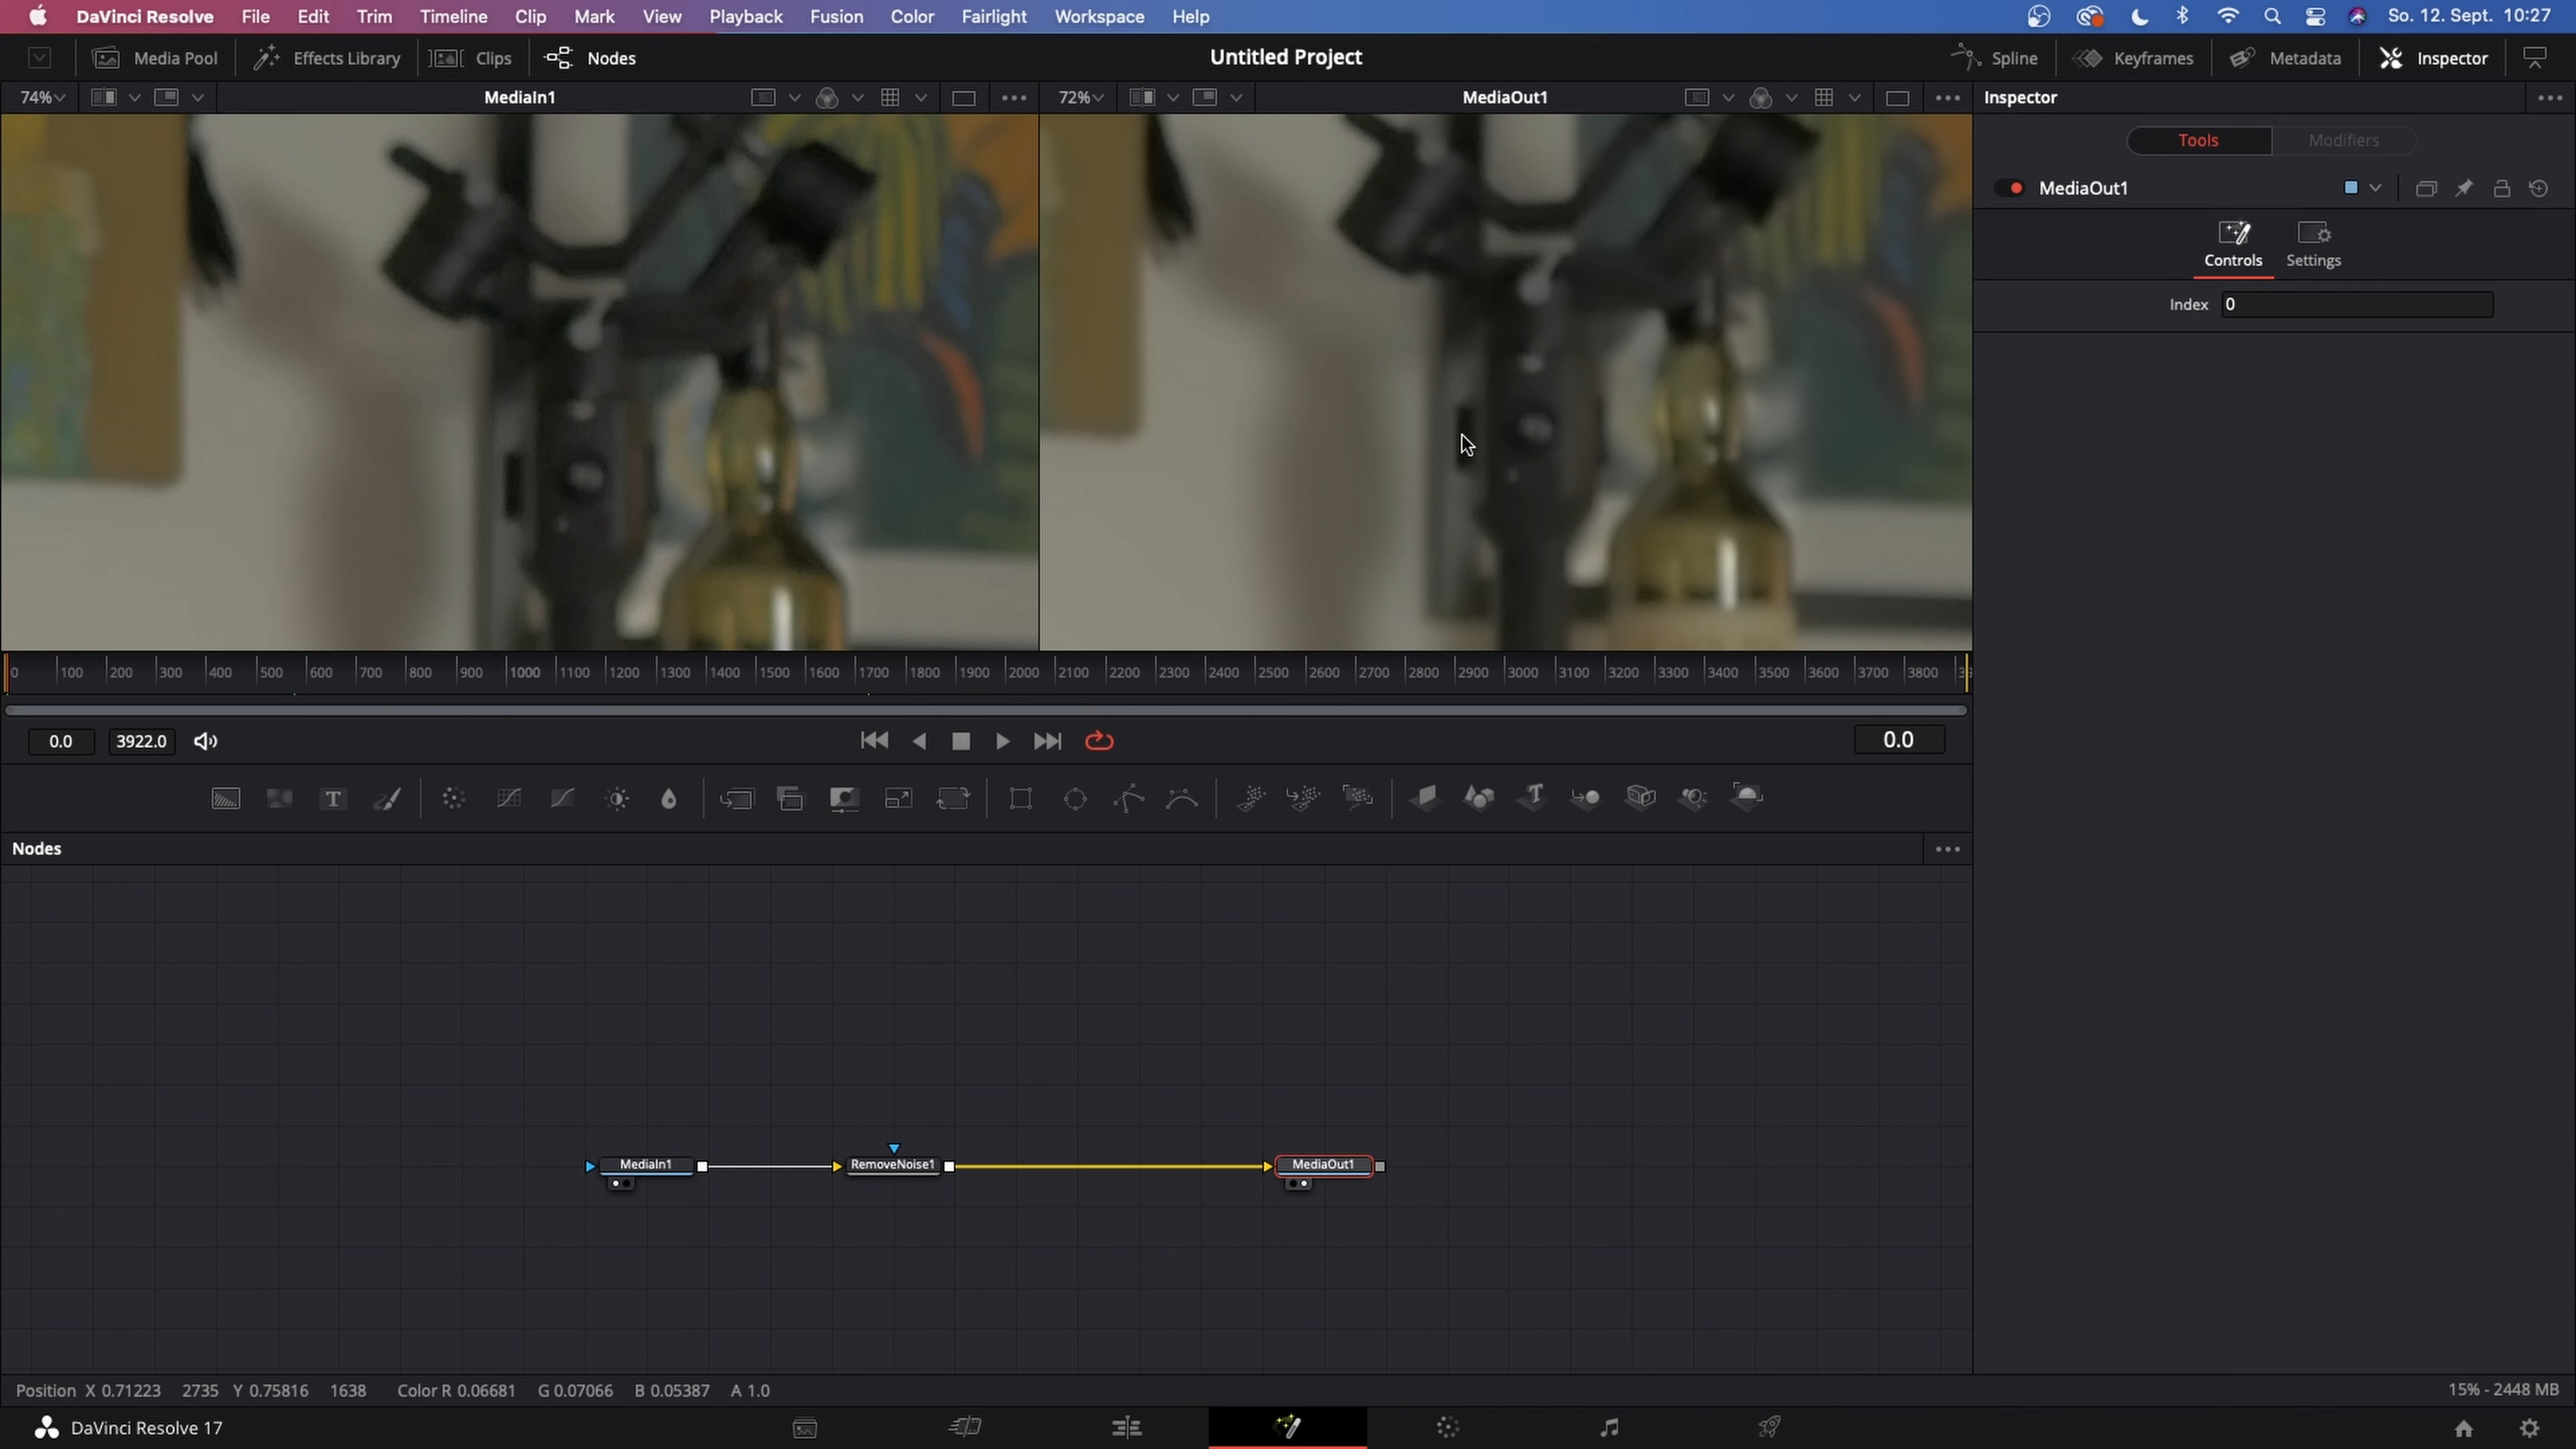 DaVinci Resolve File Edit Trim Timeline Clip Mark View Playback Fusion Color Fairlight Workspace Help So. 12. Sept. 10:27
Media Pool Effects Library Clips Nodes Untitled Project Spline Keyframes Metadata Inspector
74% MediaIn1 72% MediaOut1 Inspector
Tools Modifiers
MediaOut1
Controls Settings
Index 0
0 100 200 300 400 500 600 700 800 900 1000 1100 1200 1300 1400 1500 1600 1700 1800 1900 2000 2100 2200 2300 2400 2500 2600 2700 2800 2900 3000 3100 3200 3300 3400 3500 3600 3700 3800
0.0 3922.0 0.0
Nodes
MediaIn1 RemoveNoise1 MediaOut1
Position X 0.71223 2735 Y 0.75816 1638 Color R 0.06681 G 0.07066 B 0.05387 A 1.0 15% - 2448 MB
DaVinci Resolve 17